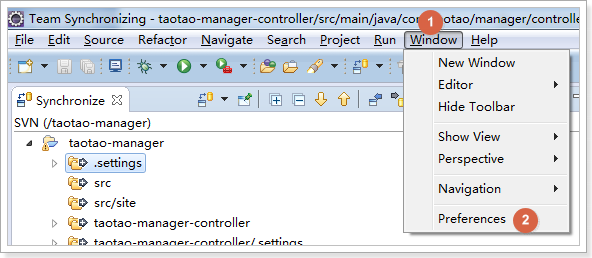 Team Synchronizing - taotao-manager-controller/src/main/java/com/taotao/manager/controlle
1
File Edit Source Refactor Navigate Search Project Run Window Help
New Window
Editor
Hide Toolbar
Show View
Perspective
Navigation
Preferences 2
Synchronize
SVN (/taotao-manager)
taotao-manager
.settings
src
src/site
taotao-manager-controller
taotao-manager-controller/.settings